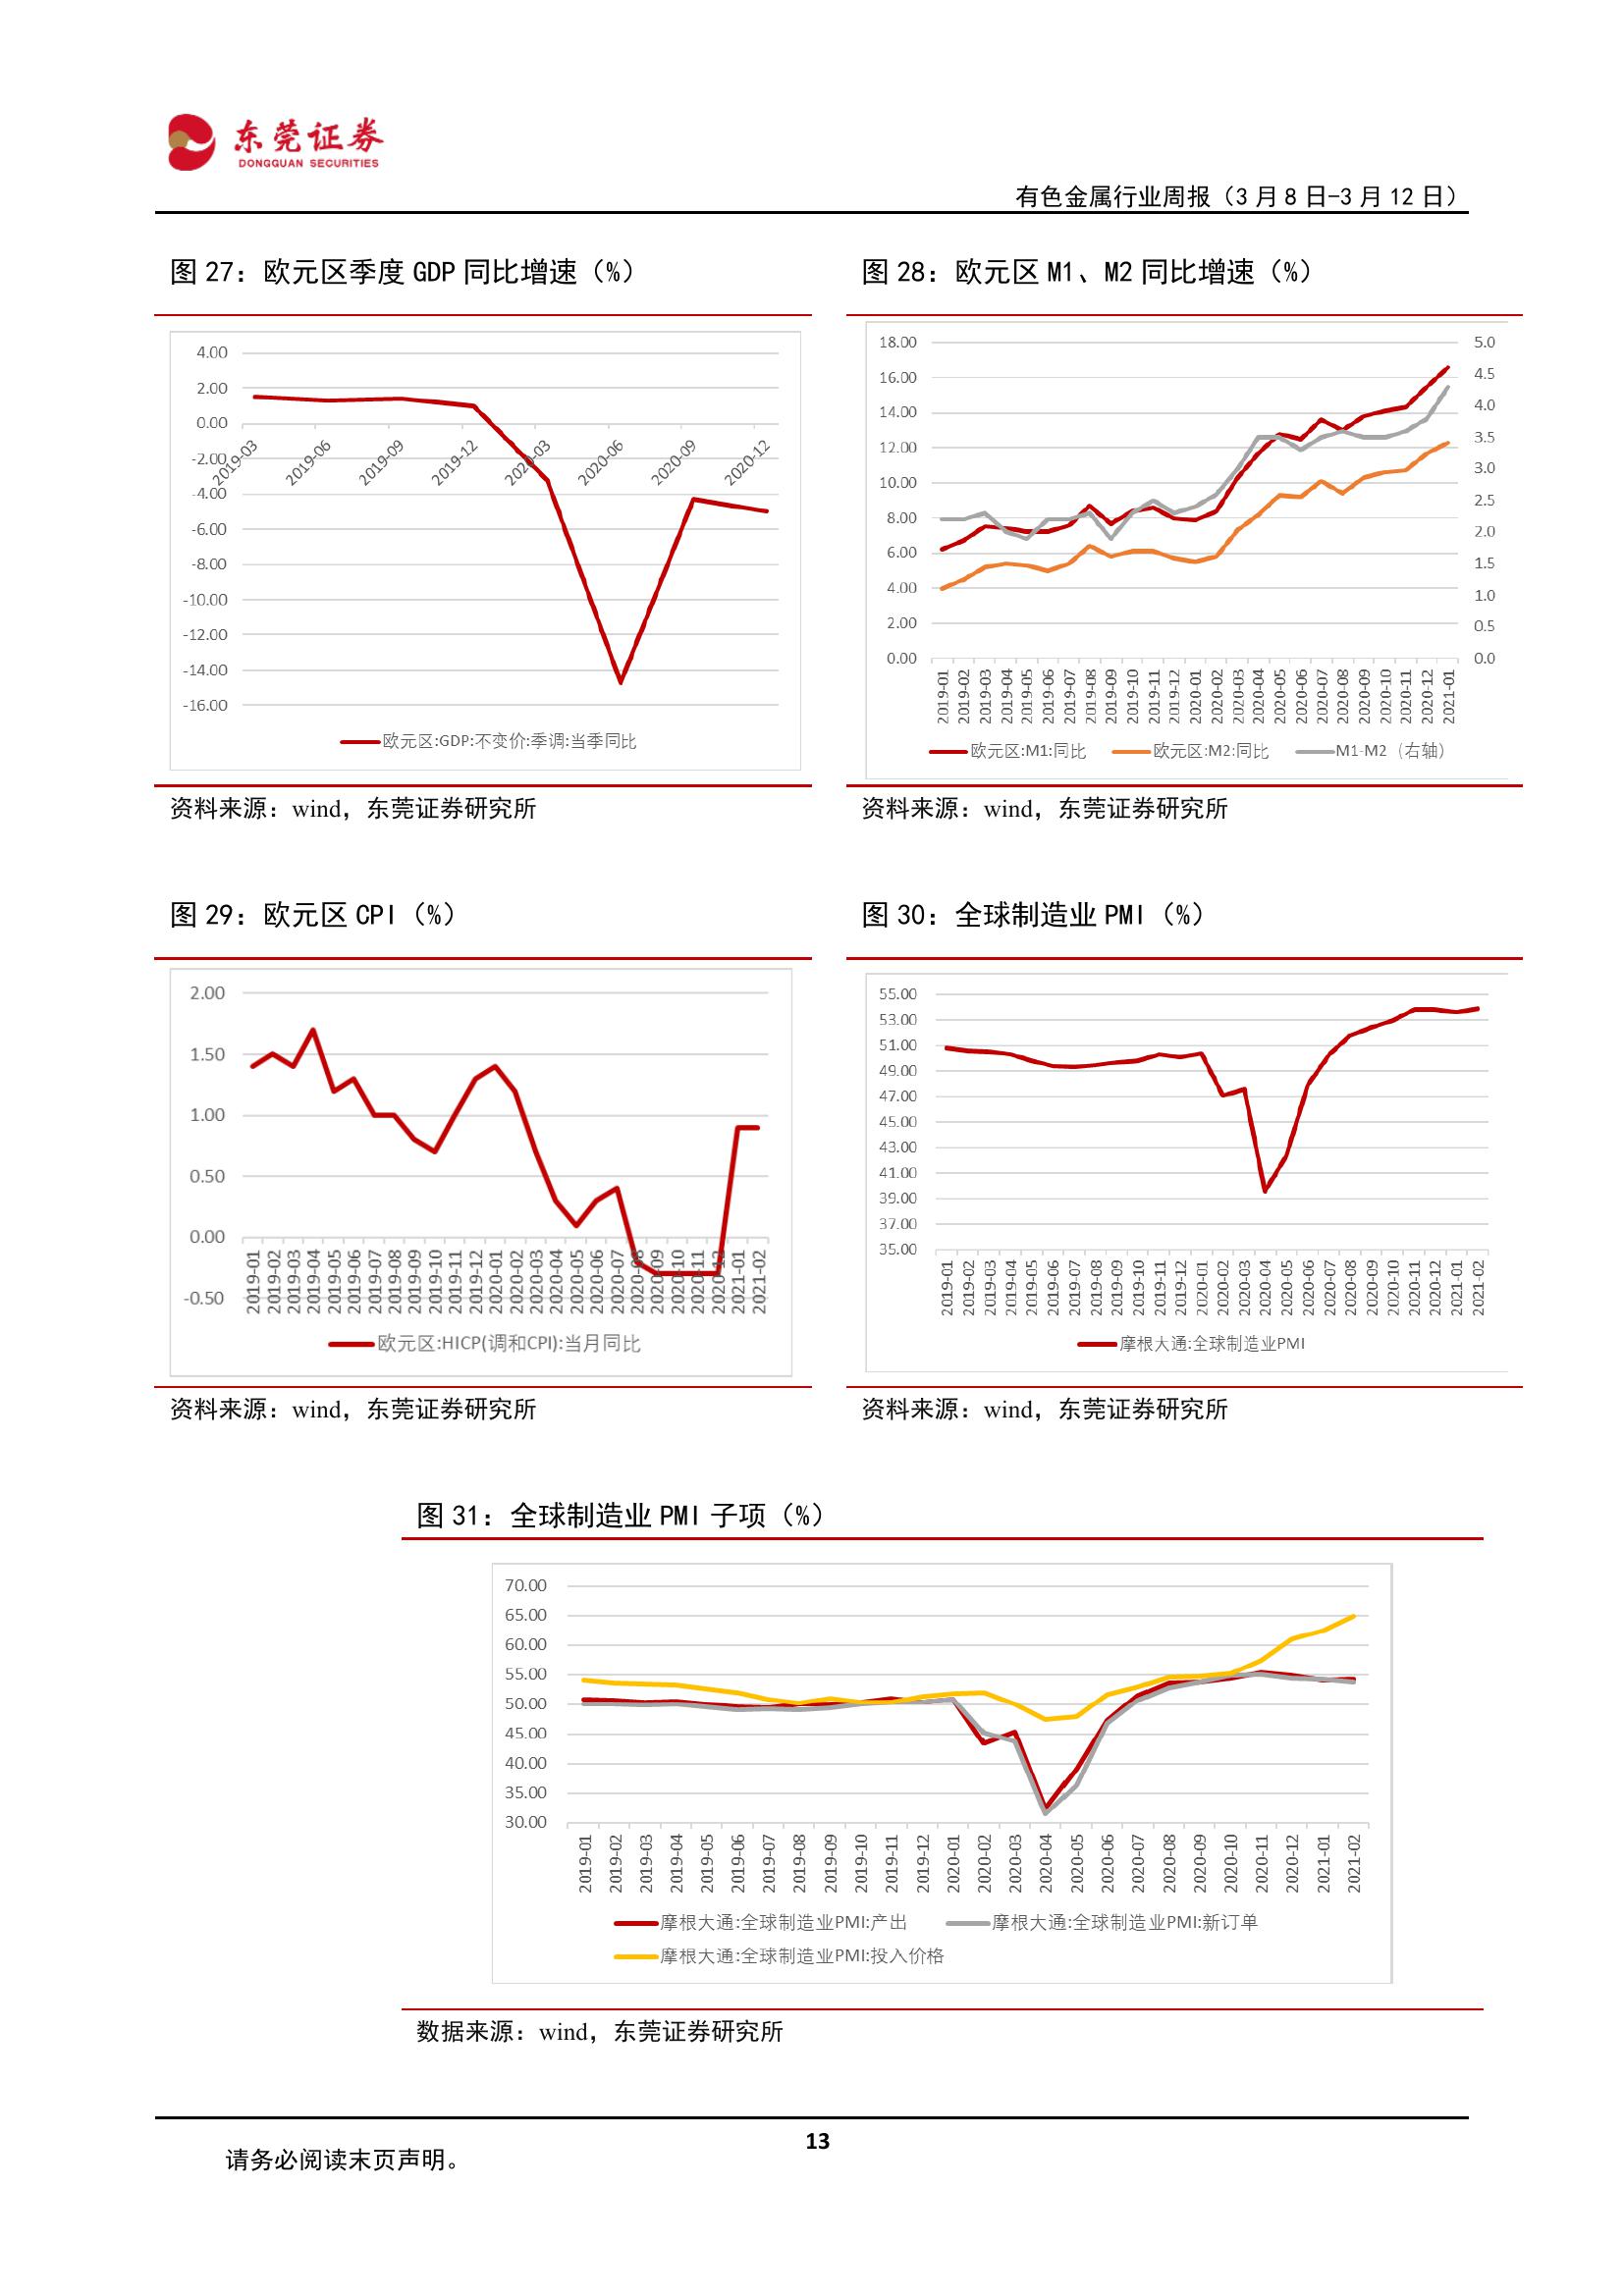 东莞证券
DONGGUAN SECURITIES
有色金属行业周报（3月8日-3月12日）
图 27：欧元区季度 GDP 同比增速（%）
4.00
2.00
0.00
-2.00
-4.00
-6.00
-8.00
-10.00
-12.00
-14.00
-16.00
2019-03 2019-06 2019-09 2019-12 2020-03 2020-06 2020-09 2020-12
欧元区:GDP:不变价:季调:当季同比
资料来源：wind，东莞证券研究所
图 28：欧元区 M1、M2 同比增速（%）
18.00 5.0
16.00 4.5
14.00 4.0
12.00 3.5
10.00 3.0
8.00 2.5
6.00 2.0
4.00 1.5
2.00 1.0
0.00 0.5
0.0
2019-01 2019-02 2019-03 2019-04 2019-05 2019-06 2019-07 2019-08 2019-09 2019-10 2019-11 2019-12 2020-01 2020-02 2020-03 2020-04 2020-05 2020-06 2020-07 2020-08 2020-09 2020-10 2020-11 2020-12 2021-01
欧元区:M1:同比 欧元区:M2:同比 M1-M2（右轴）
资料来源：wind，东莞证券研究所
图 29：欧元区 CPI（%）
2.00
1.50
1.00
0.50
0.00
-0.50
2019-01 2019-02 2019-03 2019-04 2019-05 2019-06 2019-07 2019-08 2019-09 2019-10 2019-11 2019-12 2020-01 2020-02 2020-03 2020-04 2020-05 2020-06 2020-07 2020-08 2020-09 2020-10 2020-11 2020-12 2021-01 2021-02
欧元区:HICP(调和CPI):当月同比
资料来源：wind，东莞证券研究所
图 30：全球制造业 PMI（%）
55.00
53.00
51.00
49.00
47.00
45.00
43.00
41.00
39.00
37.00
35.00
2019-01 2019-02 2019-03 2019-04 2019-05 2019-06 2019-07 2019-08 2019-09 2019-10 2019-11 2019-12 2020-01 2020-02 2020-03 2020-04 2020-05 2020-06 2020-07 2020-08 2020-09 2020-10 2020-11 2020-12 2021-01 2021-02
摩根大通:全球制造业PMI
资料来源：wind，东莞证券研究所
图 31：全球制造业 PMI 子项（%）
70.00
65.00
60.00
55.00
50.00
45.00
40.00
35.00
30.00
2019-01 2019-02 2019-03 2019-04 2019-05 2019-06 2019-07 2019-08 2019-09 2019-10 2019-11 2019-12 2020-01 2020-02 2020-03 2020-04 2020-05 2020-06 2020-07 2020-08 2020-09 2020-10 2020-11 2020-12 2021-01 2021-02
摩根大通:全球制造业PMI:产出 摩根大通:全球制造业PMI:新订单
摩根大通:全球制造业PMI:投入价格
数据来源：wind，东莞证券研究所
13
请务必阅读末页声明。